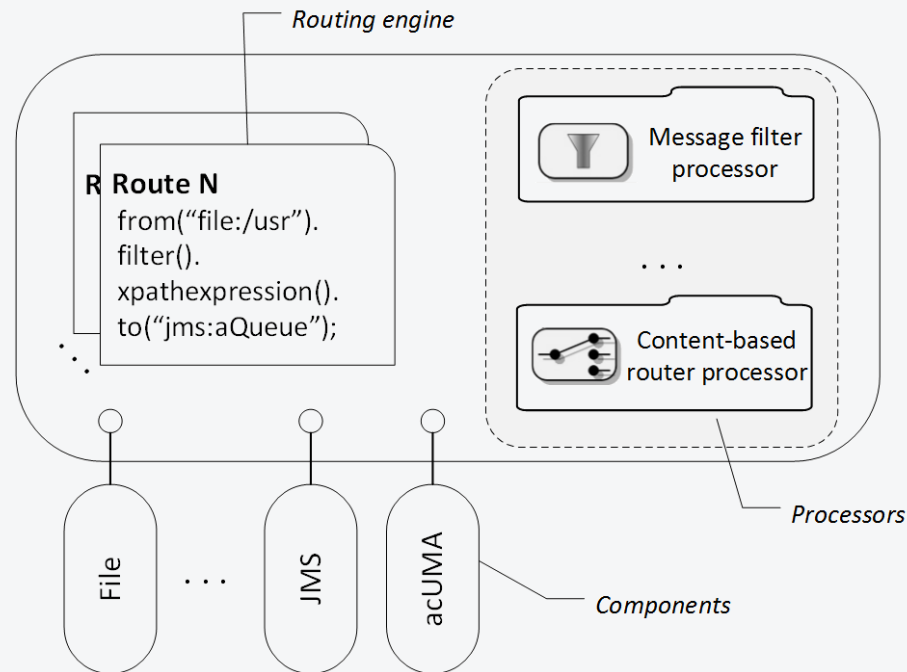 Routing engine
R
Route N
from(“file:/usr”).
filter().
xpathexpression().
to(“jms:aQueue”);
. . .
Message filter
processor
. . .
Content-based
router processor
Processors
File
. . .
JMS
acUMA
Components